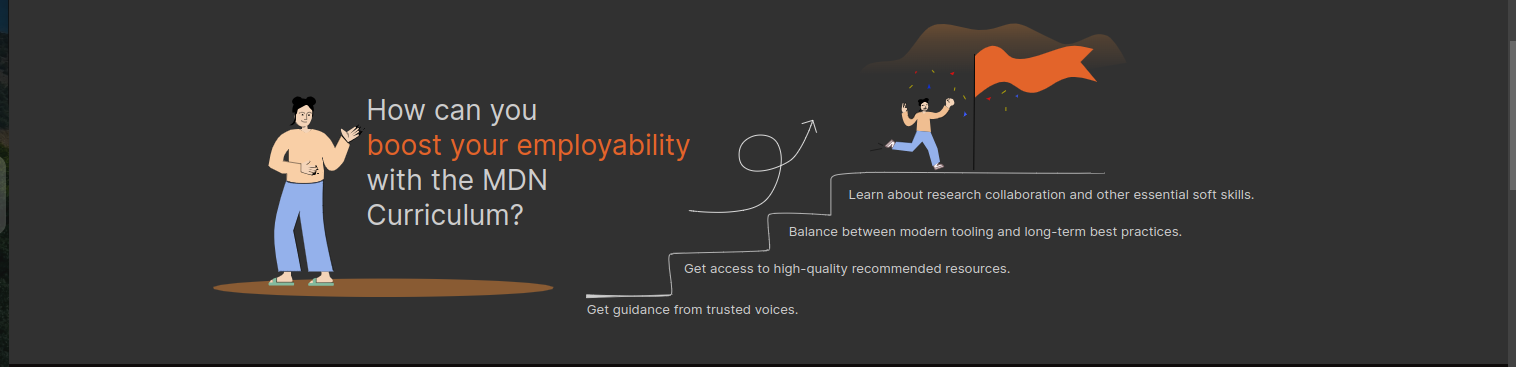 How can you
boost your employability
with the MDN
Curriculum?
Learn about research collaboration and other essential soft skills.
Balance between modern tooling and long-term best practices.
Get access to high-quality recommended resources.
Get guidance from trusted voices.